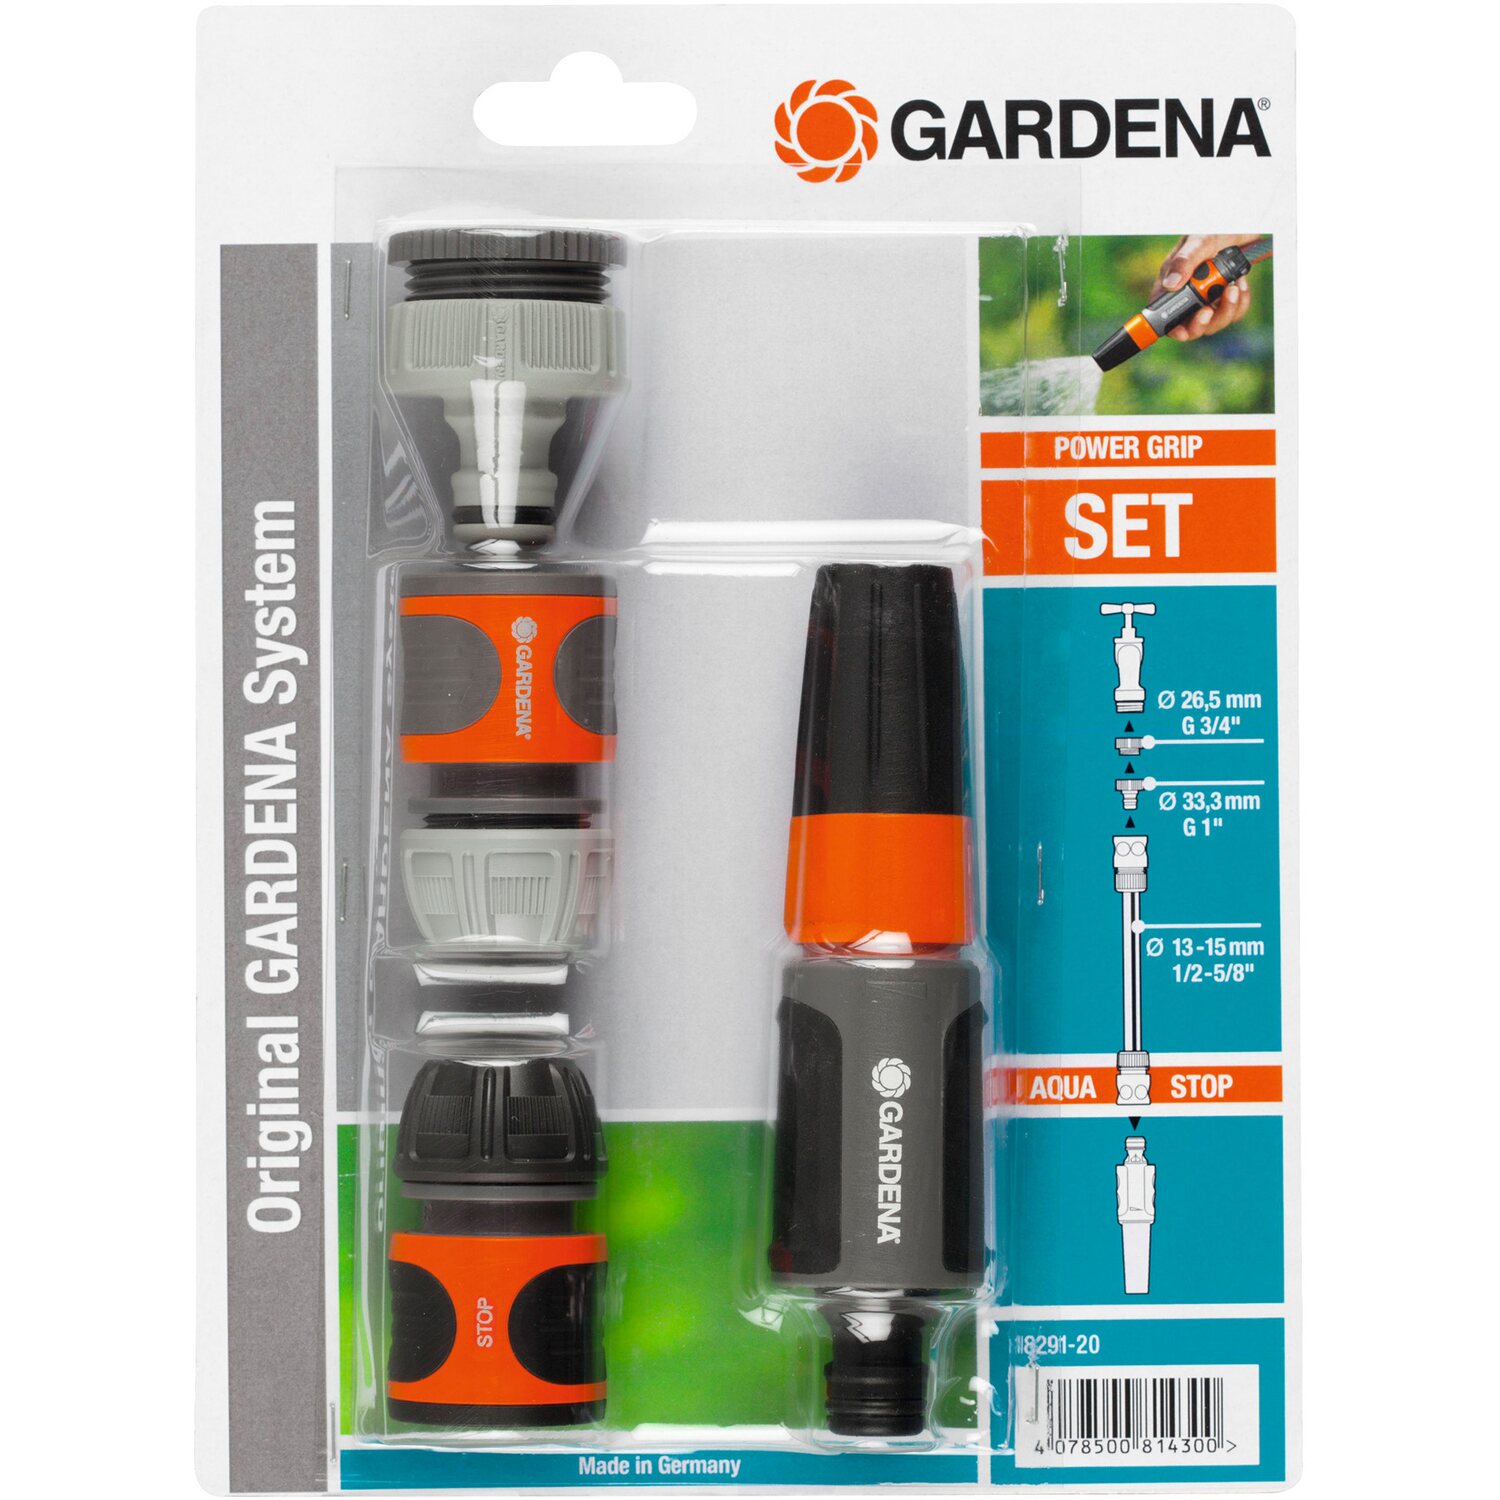 GARDENA®
Original GARDENA System
POWER GRIP
SET
Ø 26,5 mm
G 3/4"
Ø 33,3 mm
G 1"
Ø 13-15 mm
1/2-5/8"
AQUA STOP
GARDENA®
STOP
GARDENA®
18291-20
4 078500 814300 >
Made in Germany